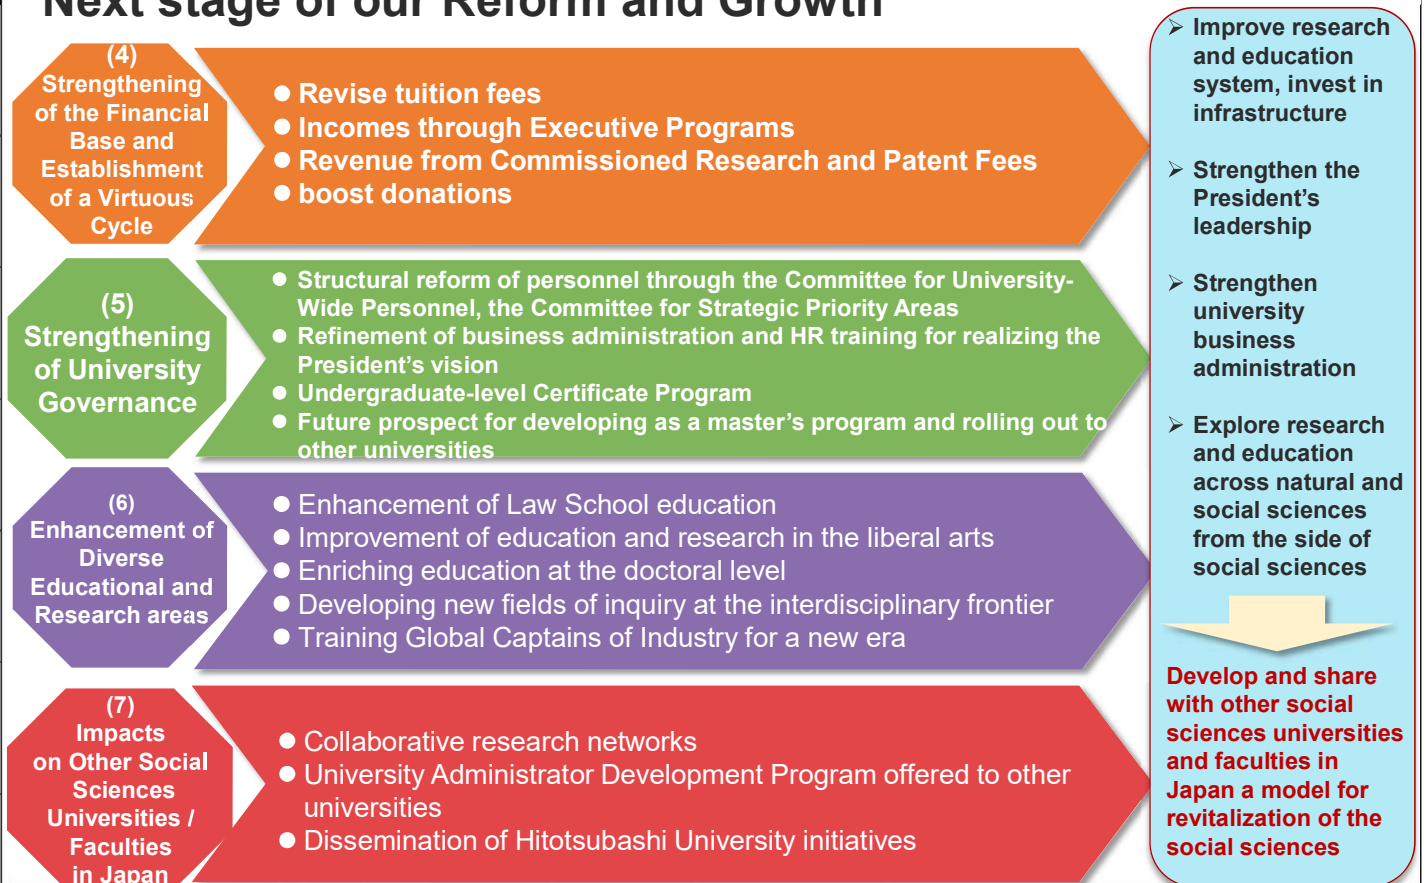 Next stage of our Reform and Growth
(4)
Strengthening
of the Financial
Base and
Establishment
of a Virtuous
Cycle
● Revise tuition fees
● Incomes through Executive Programs
● Revenue from Commissioned Research and Patent Fees
● boost donations
(5)
Strengthening
of University
Governance
● Structural reform of personnel through the Committee for University-
Wide Personnel, the Committee for Strategic Priority Areas
● Refinement of business administration and HR training for realizing the
President’s vision
● Undergraduate-level Certificate Program
● Future prospect for developing as a master’s program and rolling out to
other universities
(6)
Enhancement of
Diverse
Educational and
Research areas
● Enhancement of Law School education
● Improvement of education and research in the liberal arts
● Enriching education at the doctoral level
● Developing new fields of inquiry at the interdisciplinary frontier
● Training Global Captains of Industry for a new era
(7)
Impacts
on Other Social
Sciences
Universities /
Faculties
in Japan
● Collaborative research networks
● University Administrator Development Program offered to other
universities
● Dissemination of Hitotsubashi University initiatives
➢ Improve research
and education
system, invest in
infrastructure
➢ Strengthen the
President’s
leadership
➢ Strengthen
university
business
administration
➢ Explore research
and education
across natural and
social sciences
from the side of
social sciences
Develop and share
with other social
sciences universities
and faculties in
Japan a model for
revitalization of the
social sciences